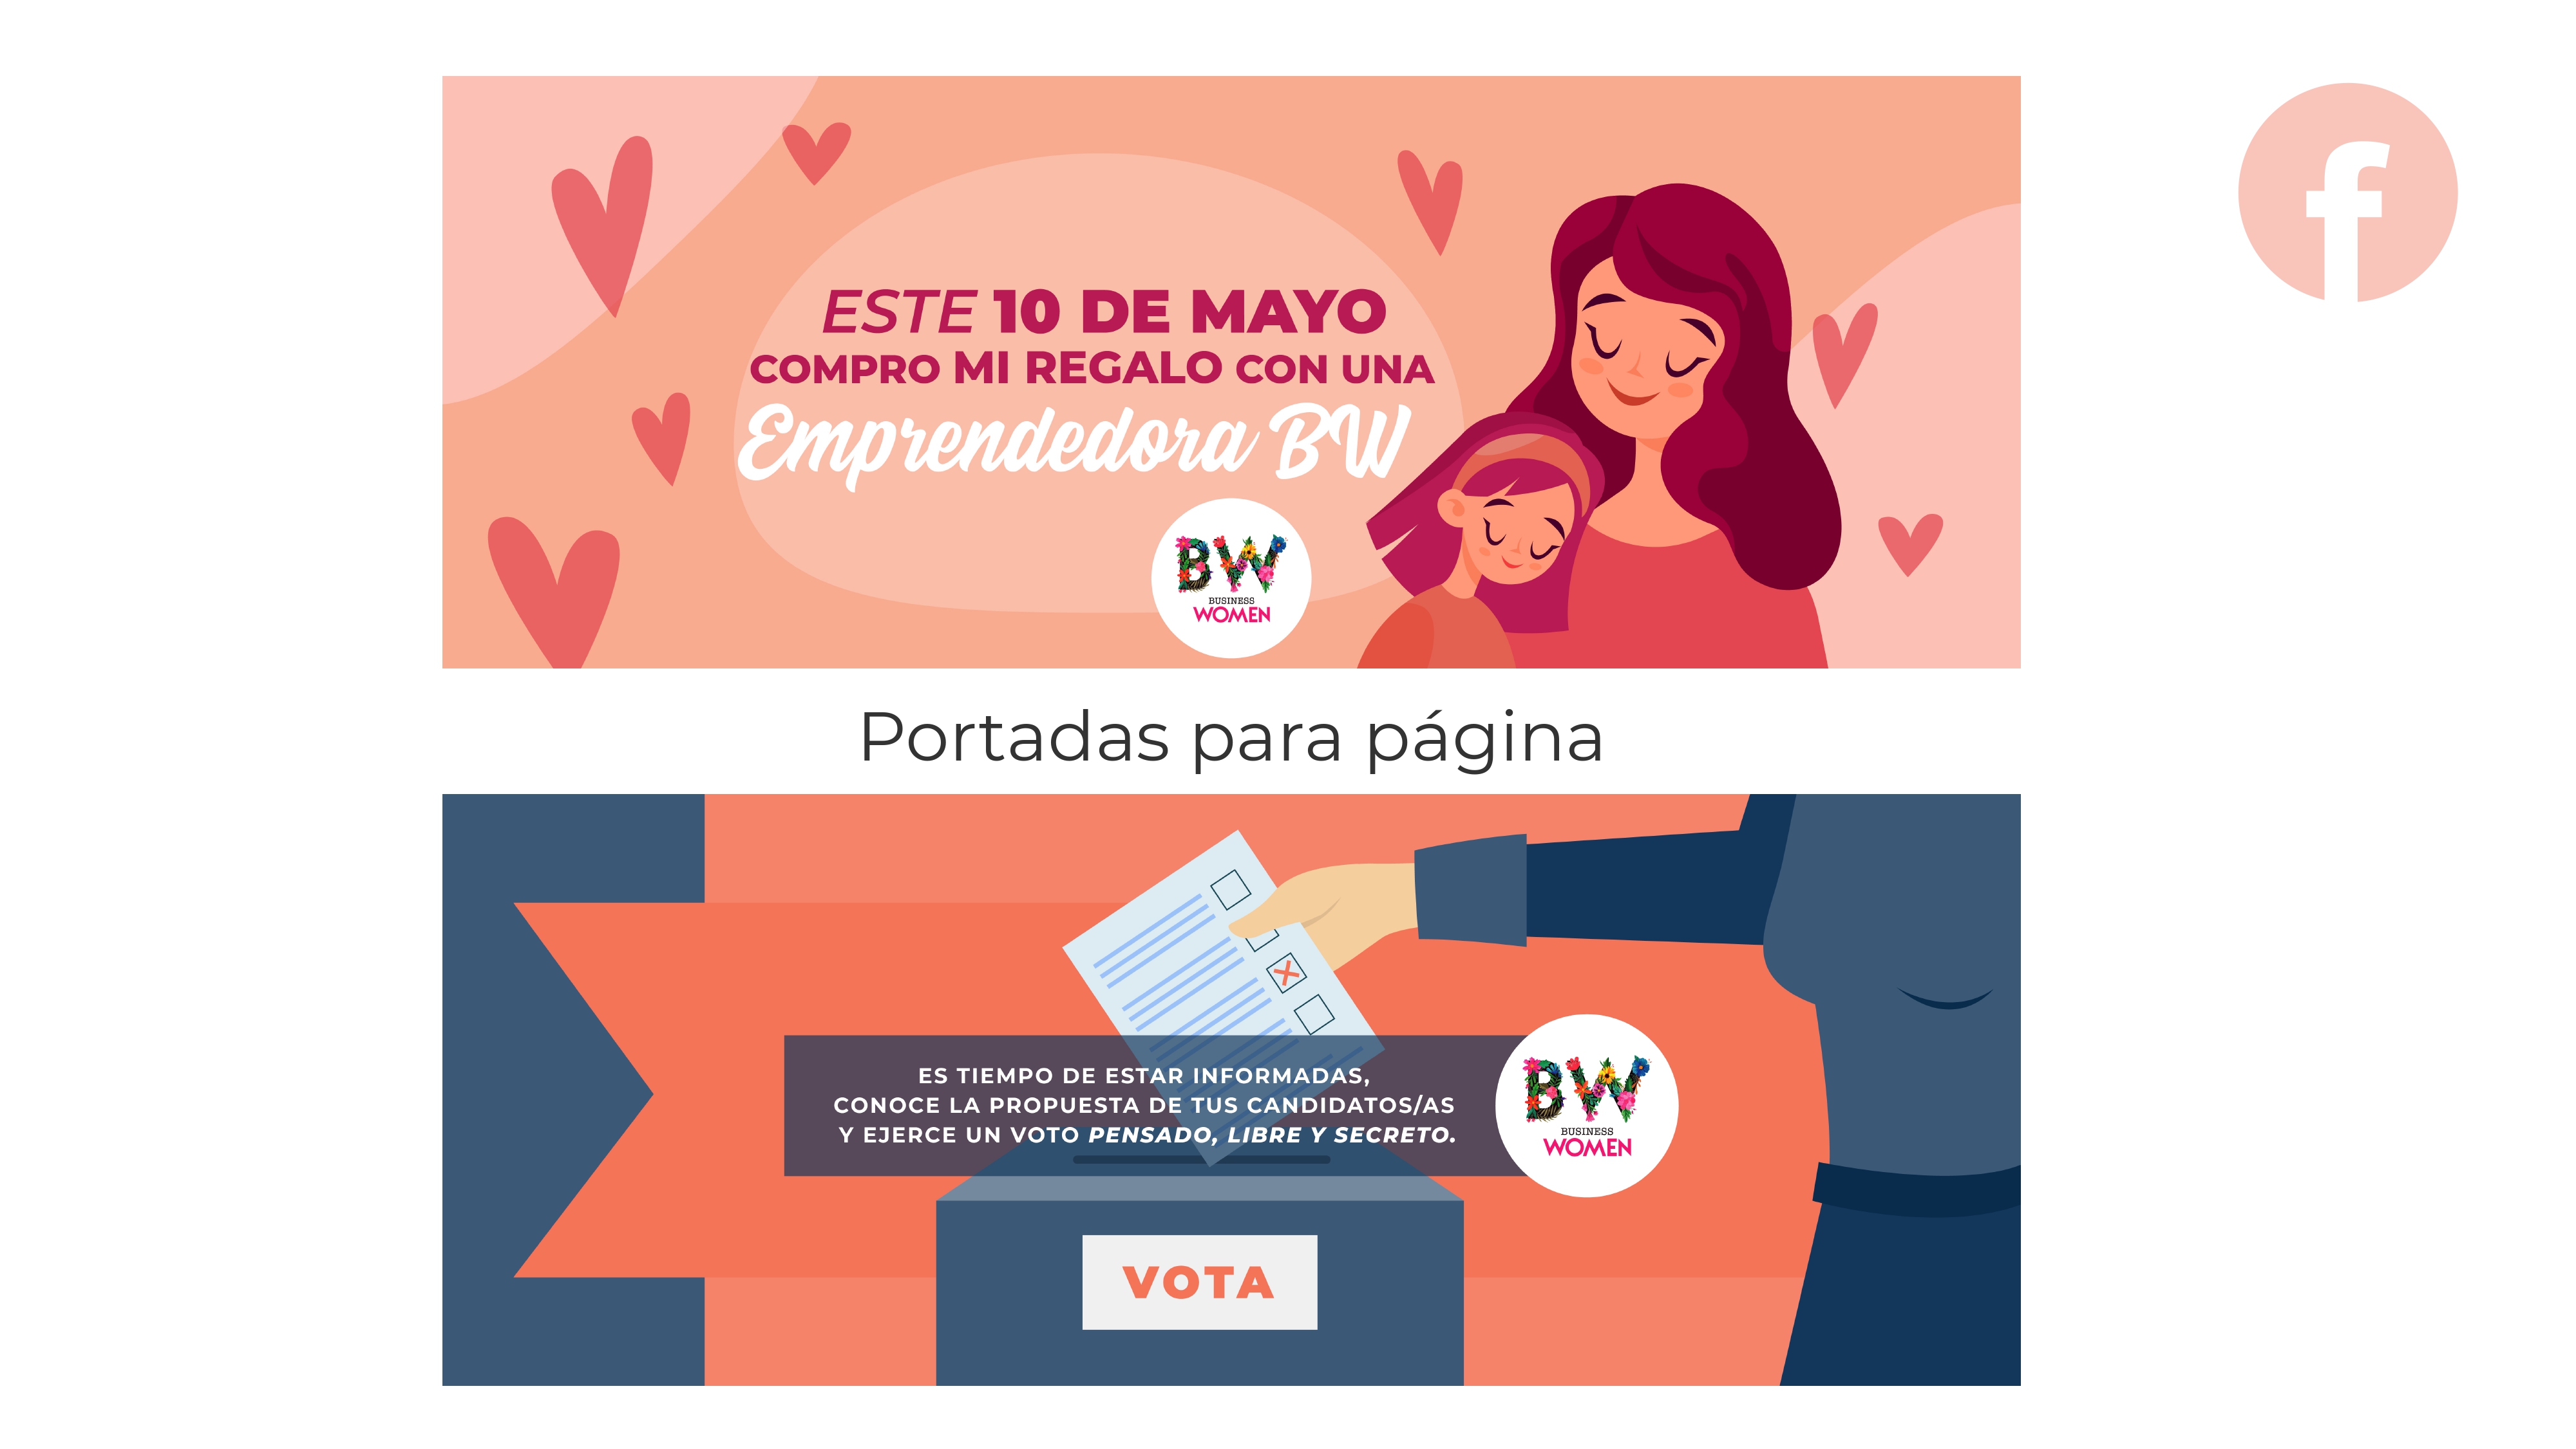 ESTE 10 DE MAYO
COMPRO MI REGALO CON UNA
Emprendedora BW
BW
BUSINESS
WOMEN
f
Portadas para página
ES TIEMPO DE ESTAR INFORMADAS,
CONOCE LA PROPUESTA DE TUS CANDIDATOS/AS
Y EJERCE UN VOTO PENSADO, LIBRE Y SECRETO.
BW
BUSINESS
WOMEN
VOTA